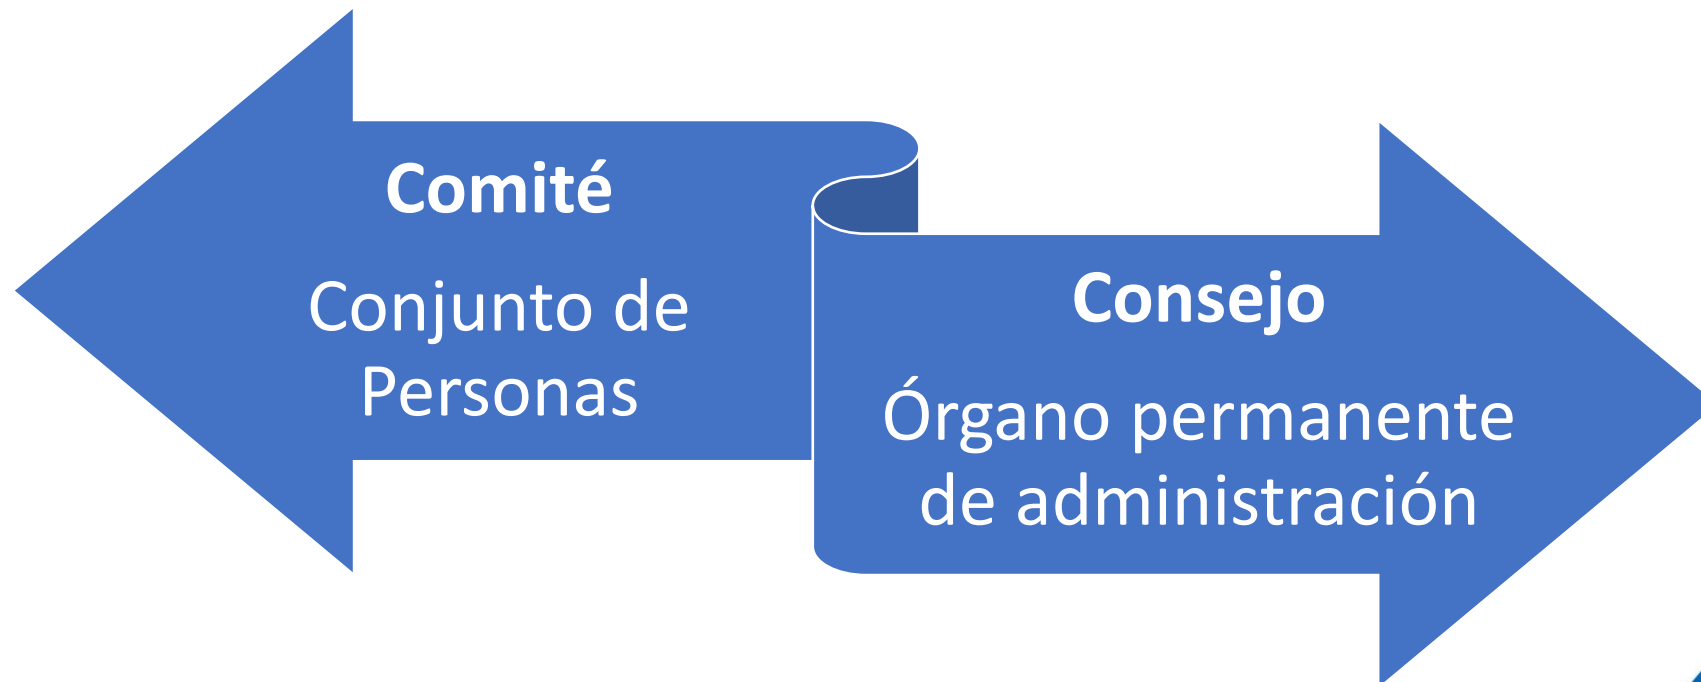 Comité
Conjunto de
Personas
Consejo
Órgano permanente
de administración